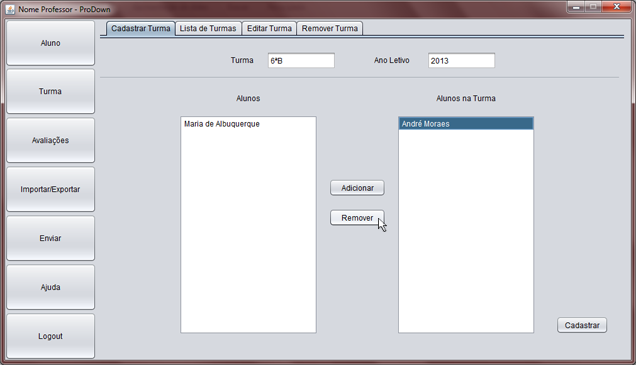 Nome Professor - ProDown
Aluno
Turma
Avaliações
Importar/Exportar
Enviar
Ajuda
Logout
Cadastrar Turma
Lista de Turmas
Editar Turma
Remover Turma
Turma
6ªB
Ano Letivo
2013
Alunos
Alunos na Turma
Maria de Albuquerque
André Moraes
Adicionar
Remover
Cadastrar